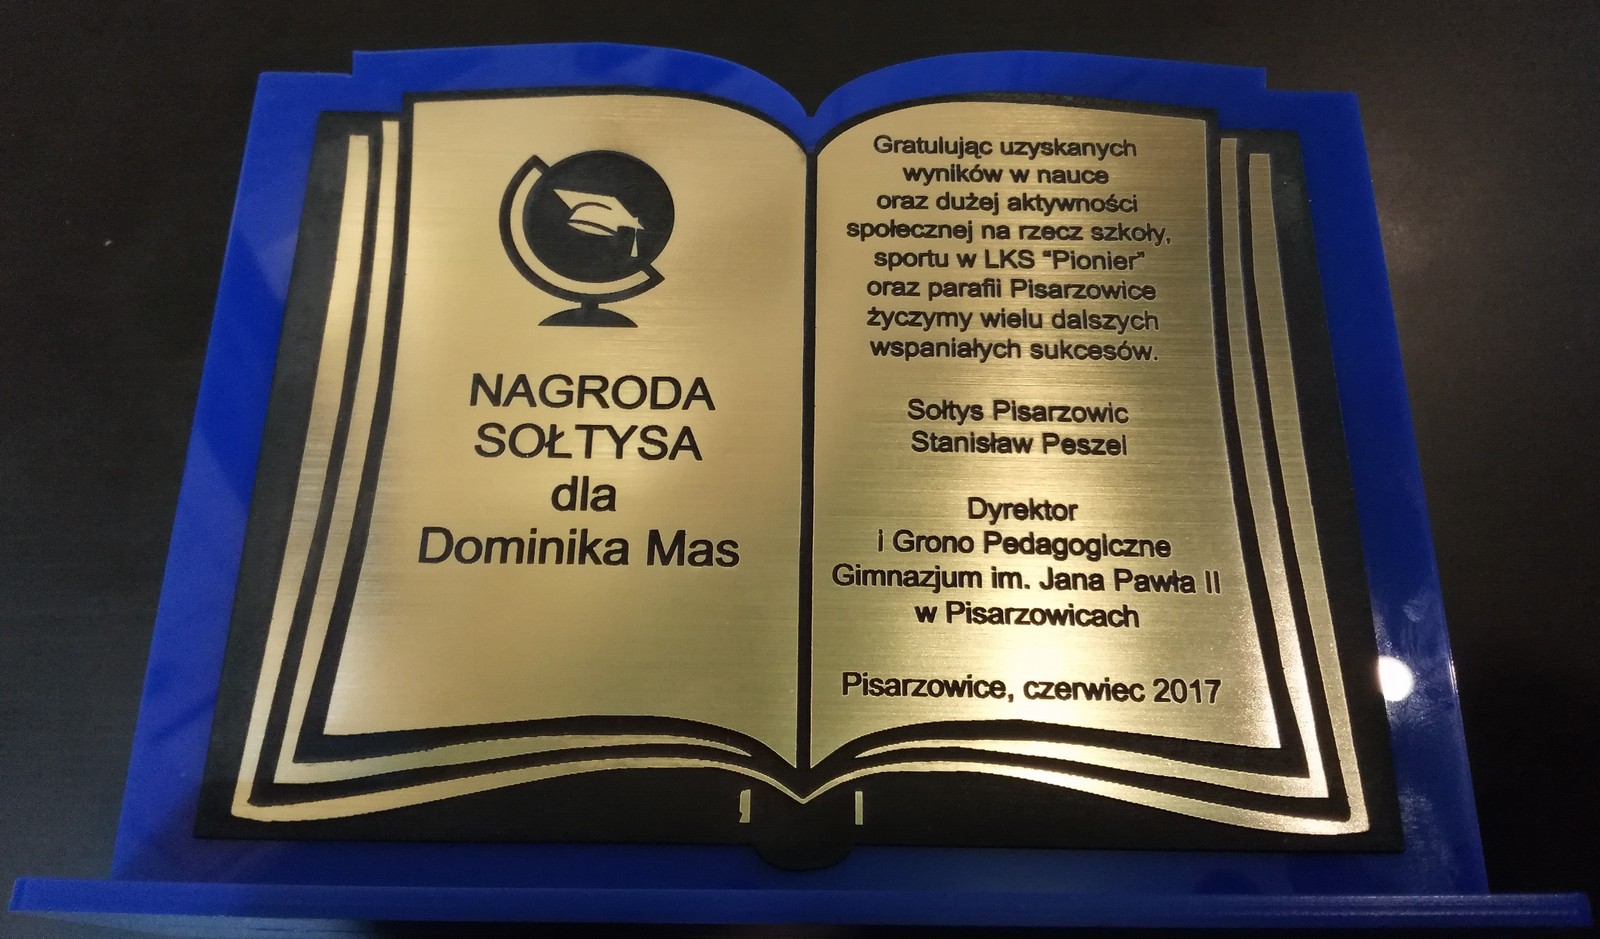 NAGRODA
SOŁTYSA
dla
Dominika Mas
Gratulując uzyskanych
wyników w nauce
oraz dużej aktywności
społecznej na rzecz szkoły,
sportu w LKS “Pionier”
oraz parafii Pisarzowice
życzymy wielu dalszych
wspaniałych sukcesów.
Sołtys Pisarzowic
Stanisław Peszel
Dyrektor
i Grono Pedagogiczne
Gimnazjum im. Jana Pawła II
w Pisarzowicach
Pisarzowice, czerwiec 2017